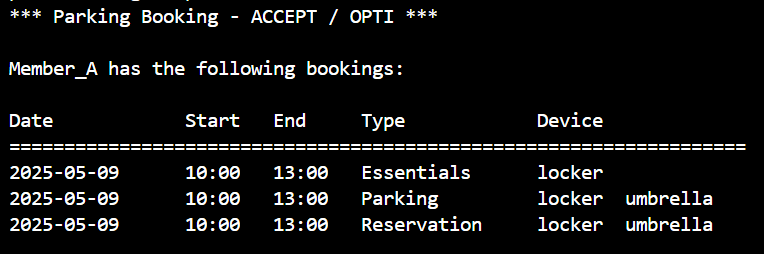 *** Parking Booking - ACCEPT / OPTI ***
Member_A has the following bookings:
Date Start End Type Device
===================================================================
2025-05-09 10:00 13:00 Essentials locker
2025-05-09 10:00 13:00 Parking locker umbrella
2025-05-09 10:00 13:00 Reservation locker umbrella